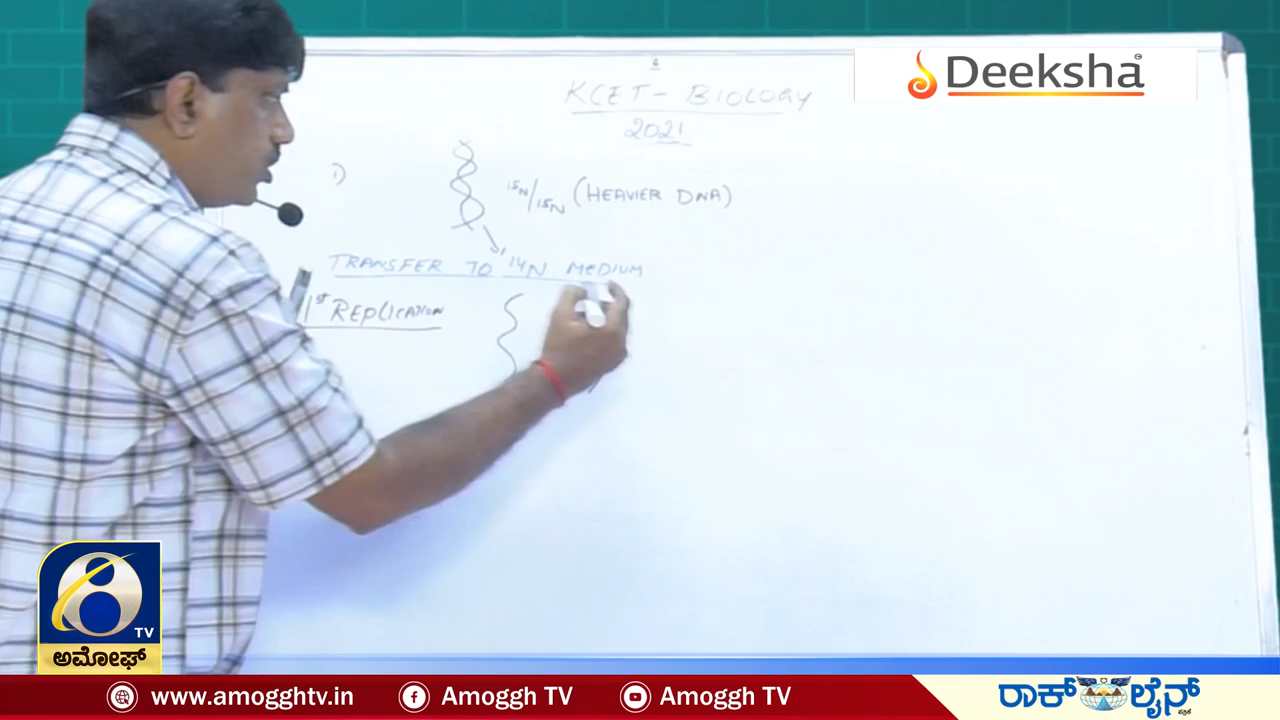 Deeksha
KCET - BIOLOGY
2021
1)
15N/15N (HEAVIER DNA)
TRANSFER TO 14N MEDIUM
1st REPLICATION
8
TV
ಅಮೋಘ್
www.amogghtv.in Amoggh TV Amoggh TV
ರಾಕ್ ಲೈನ್